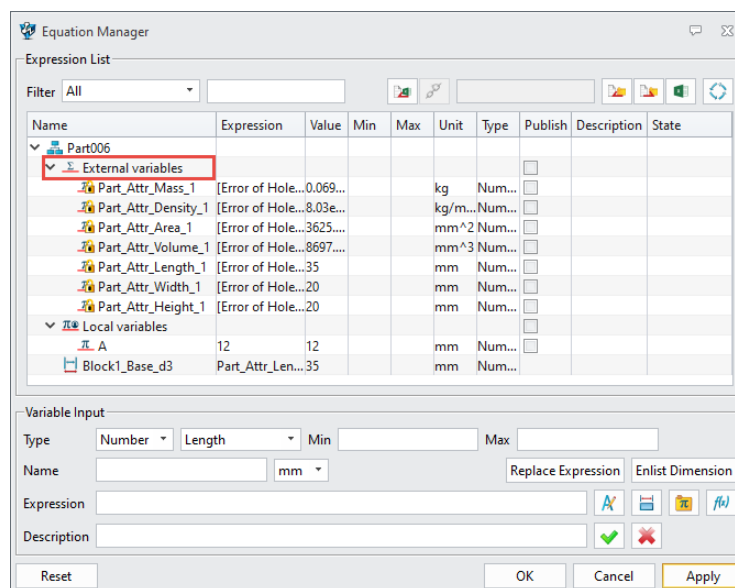 Equation Manager
Expression List
Filter All
Name Expression Value Min Max Unit Type Publish Description State
Part006
Σ External variables
Part_Attr_Mass_1 [Error of Hole... 0.069... kg Num...
Part_Attr_Density_1 [Error of Hole... 8.03e... kg/m... Num...
Part_Attr_Area_1 [Error of Hole... 3625.... mm^2 Num...
Part_Attr_Volume_1 [Error of Hole... 8697.... mm^3 Num...
Part_Attr_Length_1 [Error of Hole... 35 mm Num...
Part_Attr_Width_1 [Error of Hole... 20 mm Num...
Part_Attr_Height_1 [Error of Hole... 20 mm Num...
Local variables
π A 12 12 mm Num...
Block1_Base_d3 Part_Attr_Len... 35 mm Num...
Variable Input
Type Number Length Min Max
Name mm Replace Expression Enlist Dimension
Expression π f(x)
Description
Reset OK Cancel Apply